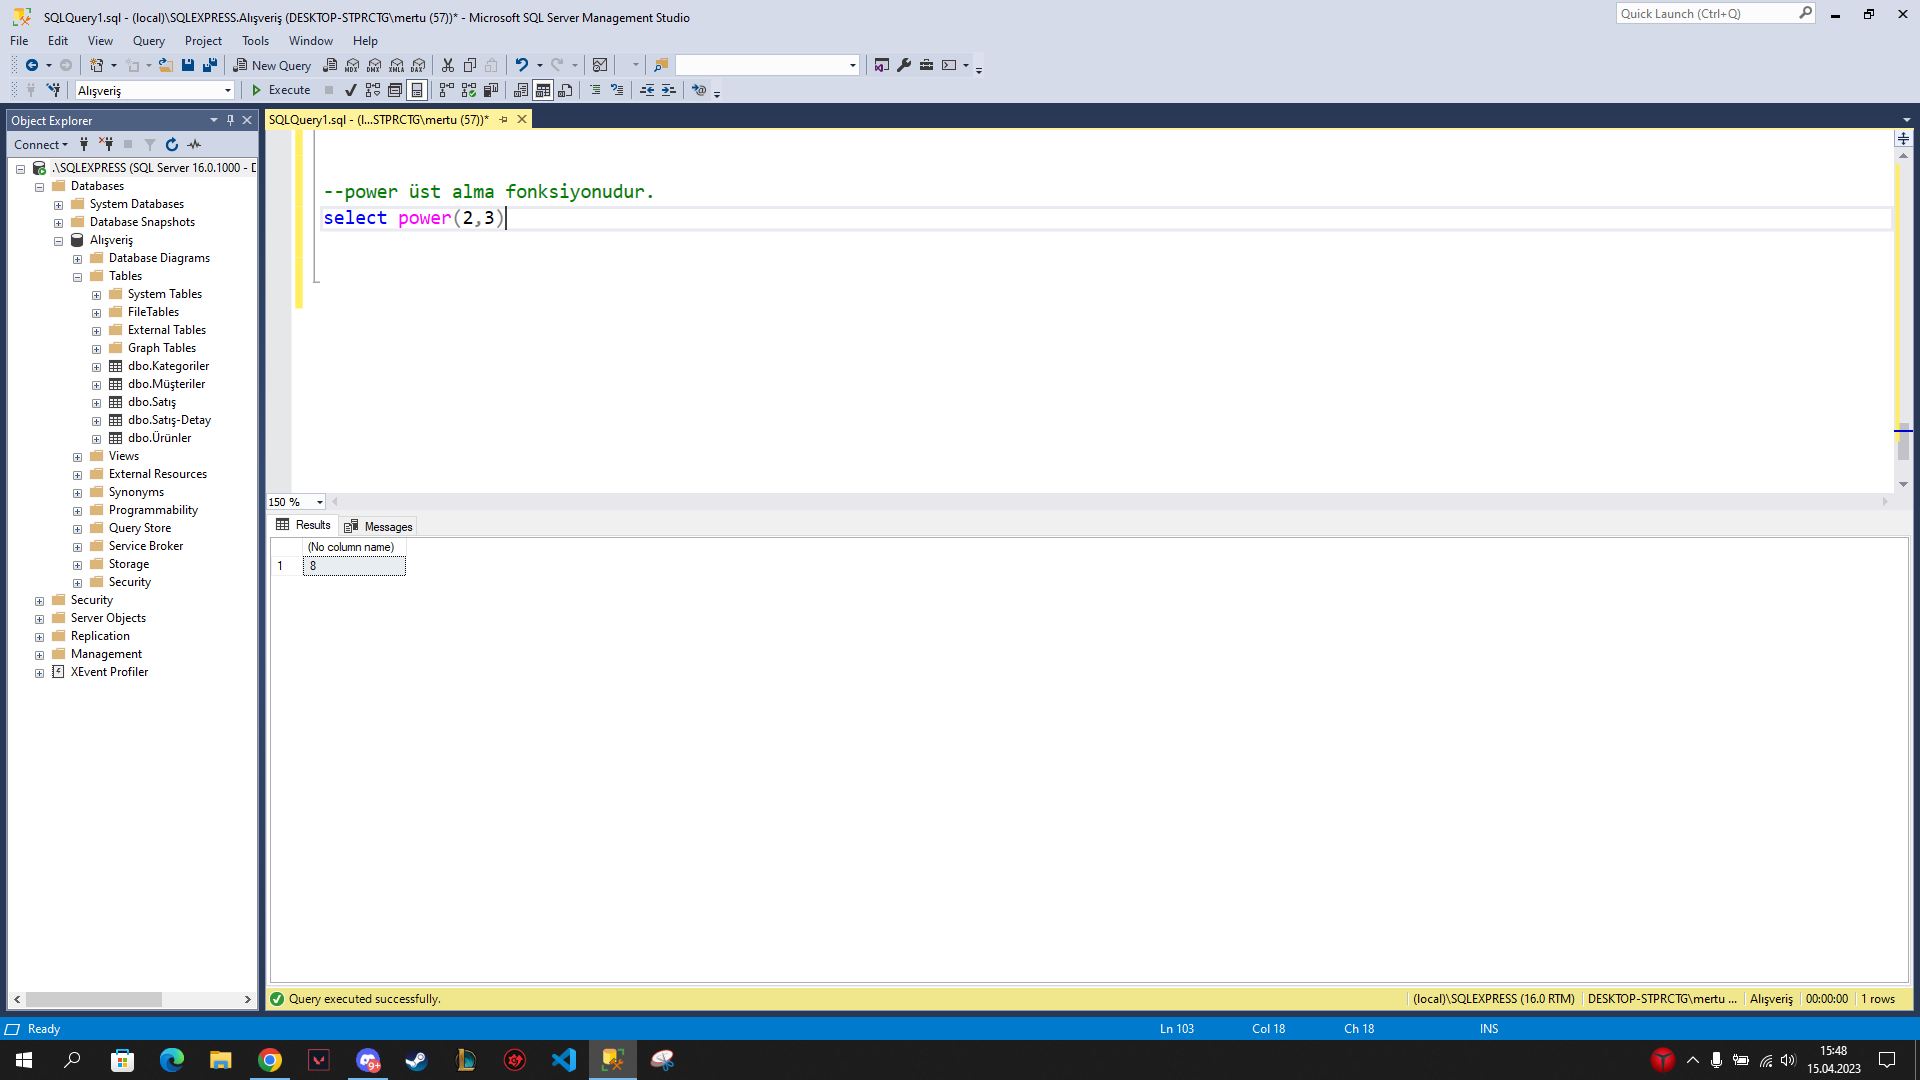 SQLQuery1.sql - (local)\SQLEXPRESS.Alışveriş (DESKTOP-STPRCTG\mertu (57))* - Microsoft SQL Server Management Studio
Quick Launch (Ctrl+Q)
File Edit View Query Project Tools Window Help
New Query
MDX DMX XMLA DAX
Alışveriş
Execute
Object Explorer
SQLQuery1.sql - (l...STPRCTG\mertu (57))*
Connect
.\SQLEXPRESS (SQL Server 16.0.1000 - D
Databases
System Databases
Database Snapshots
Alışveriş
Database Diagrams
Tables
System Tables
FileTables
External Tables
Graph Tables
dbo.Kategoriler
dbo.Müşteriler
dbo.Satış
dbo.Satış-Detay
dbo.Ürünler
Views
External Resources
Synonyms
Programmability
Query Store
Service Broker
Storage
Security
Security
Server Objects
Replication
Management
XEvent Profiler
--power üst alma fonksiyonudur.
select power(2,3)
150 %
Results Messages
(No column name)
1 8
Query executed successfully.
(local)\SQLEXPRESS (16.0 RTM) DESKTOP-STPRCTG\mertu ... Alışveriş 00:00:00 1 rows
Ready
Ln 103 Col 18 Ch 18 INS
9+
15:48
15.04.2023